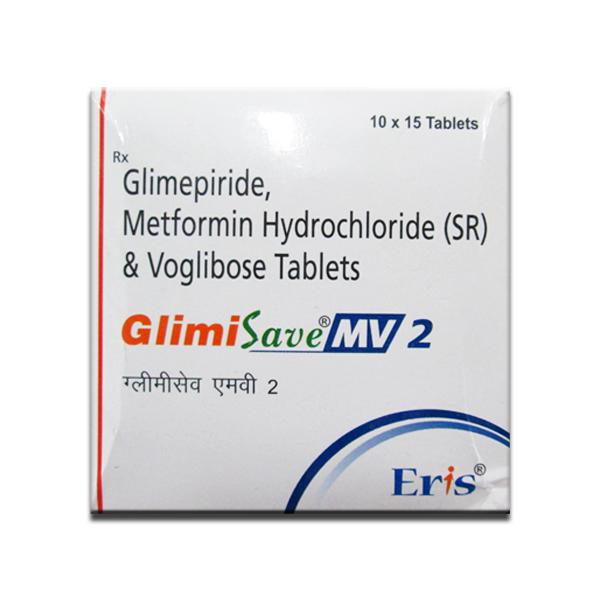 10 x 15 Tablets
Rx
Glimepiride,
Metformin Hydrochloride (SR)
& Voglibose Tablets
GlimiSave® MV 2
ग्लीमीसेव एमवी 2
Eris®